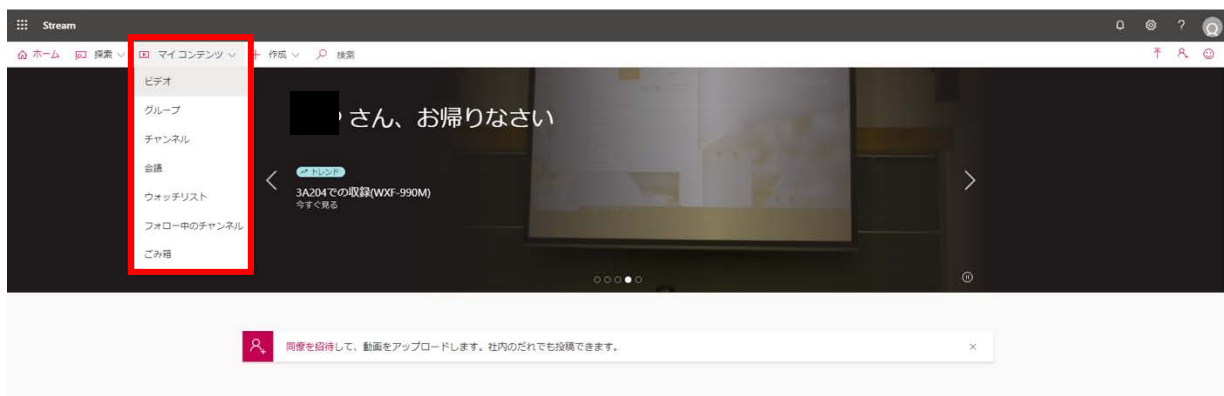 Stream
?
ホーム 探索 マイ コンテンツ 作成 検索
ビデオ
グループ
チャンネル
会議
ウォッチリスト
フォロー中のチャンネル
ごみ箱
さん、お帰りなさい
トレンド
3A204での収録(WXF-990M)
今すぐ見る
同僚を招待して、動画をアップロードします。社内のだれでも投稿できます。